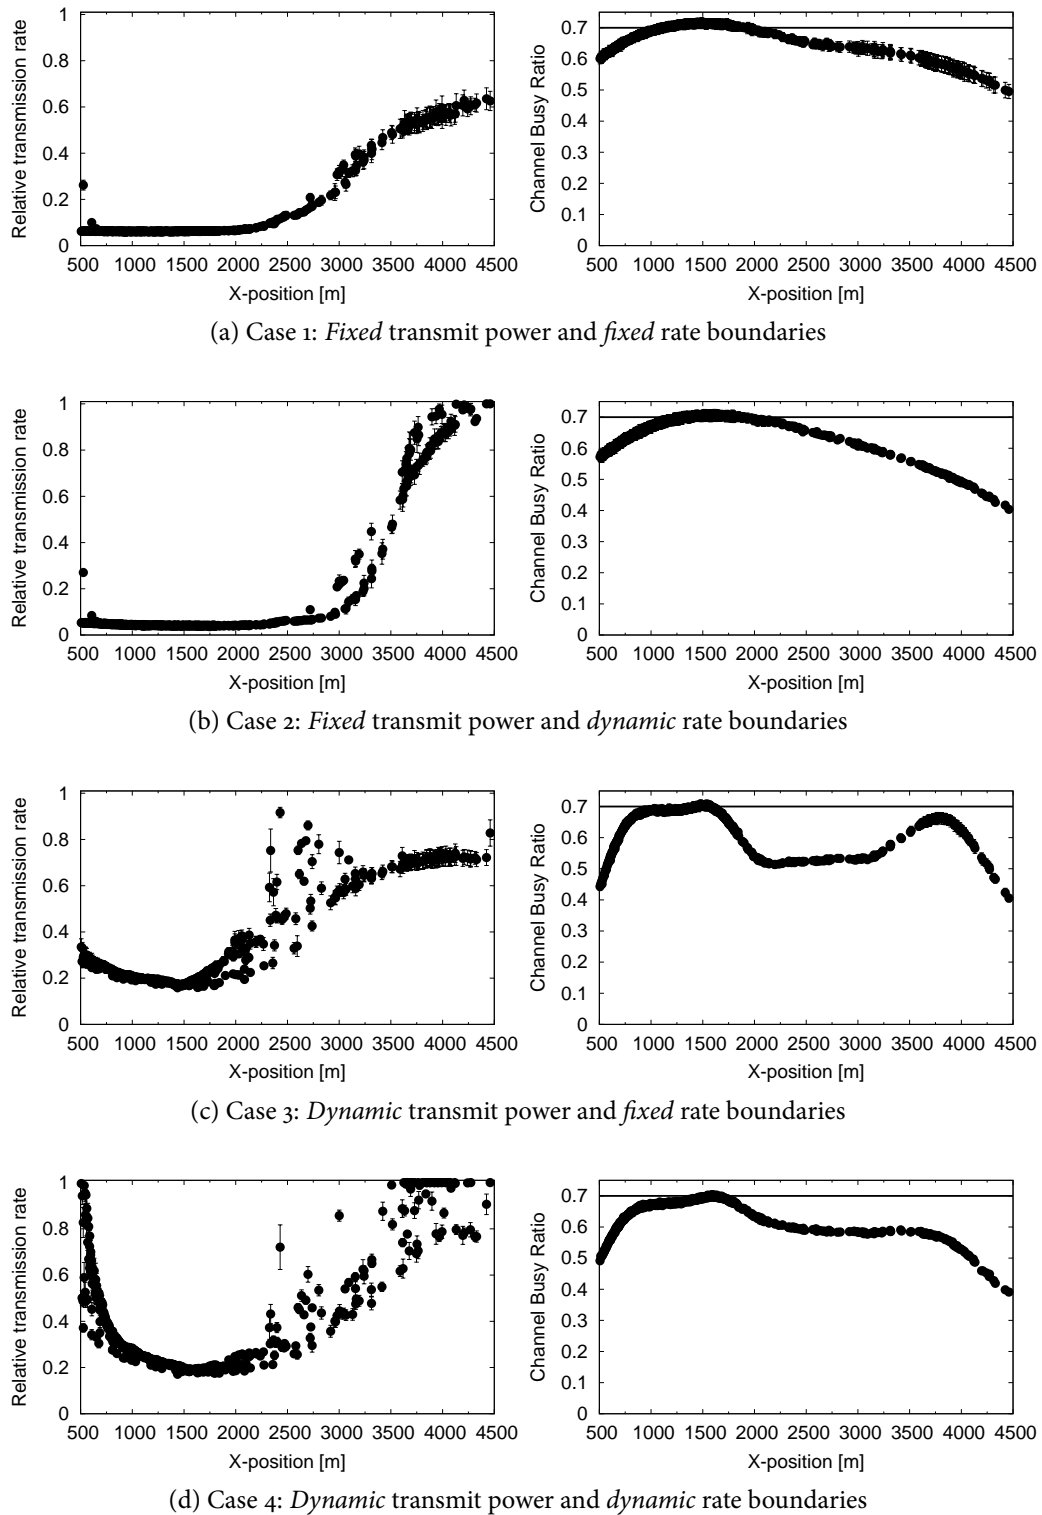 Relative transmission rate
1
0.8
0.6
0.4
0.2
0
500 1000 1500 2000 2500 3000 3500 4000 4500
X-position [m]
Channel Busy Ratio
0.7
0.6
0.5
0.4
0.3
0.2
0.1
0
500 1000 1500 2000 2500 3000 3500 4000 4500
X-position [m]
(a) Case 1: Fixed transmit power and fixed rate boundaries
Relative transmission rate
1
0.8
0.6
0.4
0.2
0
500 1000 1500 2000 2500 3000 3500 4000 4500
X-position [m]
Channel Busy Ratio
0.7
0.6
0.5
0.4
0.3
0.2
0.1
0
500 1000 1500 2000 2500 3000 3500 4000 4500
X-position [m]
(b) Case 2: Fixed transmit power and dynamic rate boundaries
Relative transmission rate
1
0.8
0.6
0.4
0.2
0
500 1000 1500 2000 2500 3000 3500 4000 4500
X-position [m]
Channel Busy Ratio
0.7
0.6
0.5
0.4
0.3
0.2
0.1
0
500 1000 1500 2000 2500 3000 3500 4000 4500
X-position [m]
(c) Case 3: Dynamic transmit power and fixed rate boundaries
Relative transmission rate
1
0.8
0.6
0.4
0.2
0
500 1000 1500 2000 2500 3000 3500 4000 4500
X-position [m]
Channel Busy Ratio
0.7
0.6
0.5
0.4
0.3
0.2
0.1
0
500 1000 1500 2000 2500 3000 3500 4000 4500
X-position [m]
(d) Case 4: Dynamic transmit power and dynamic rate boundaries